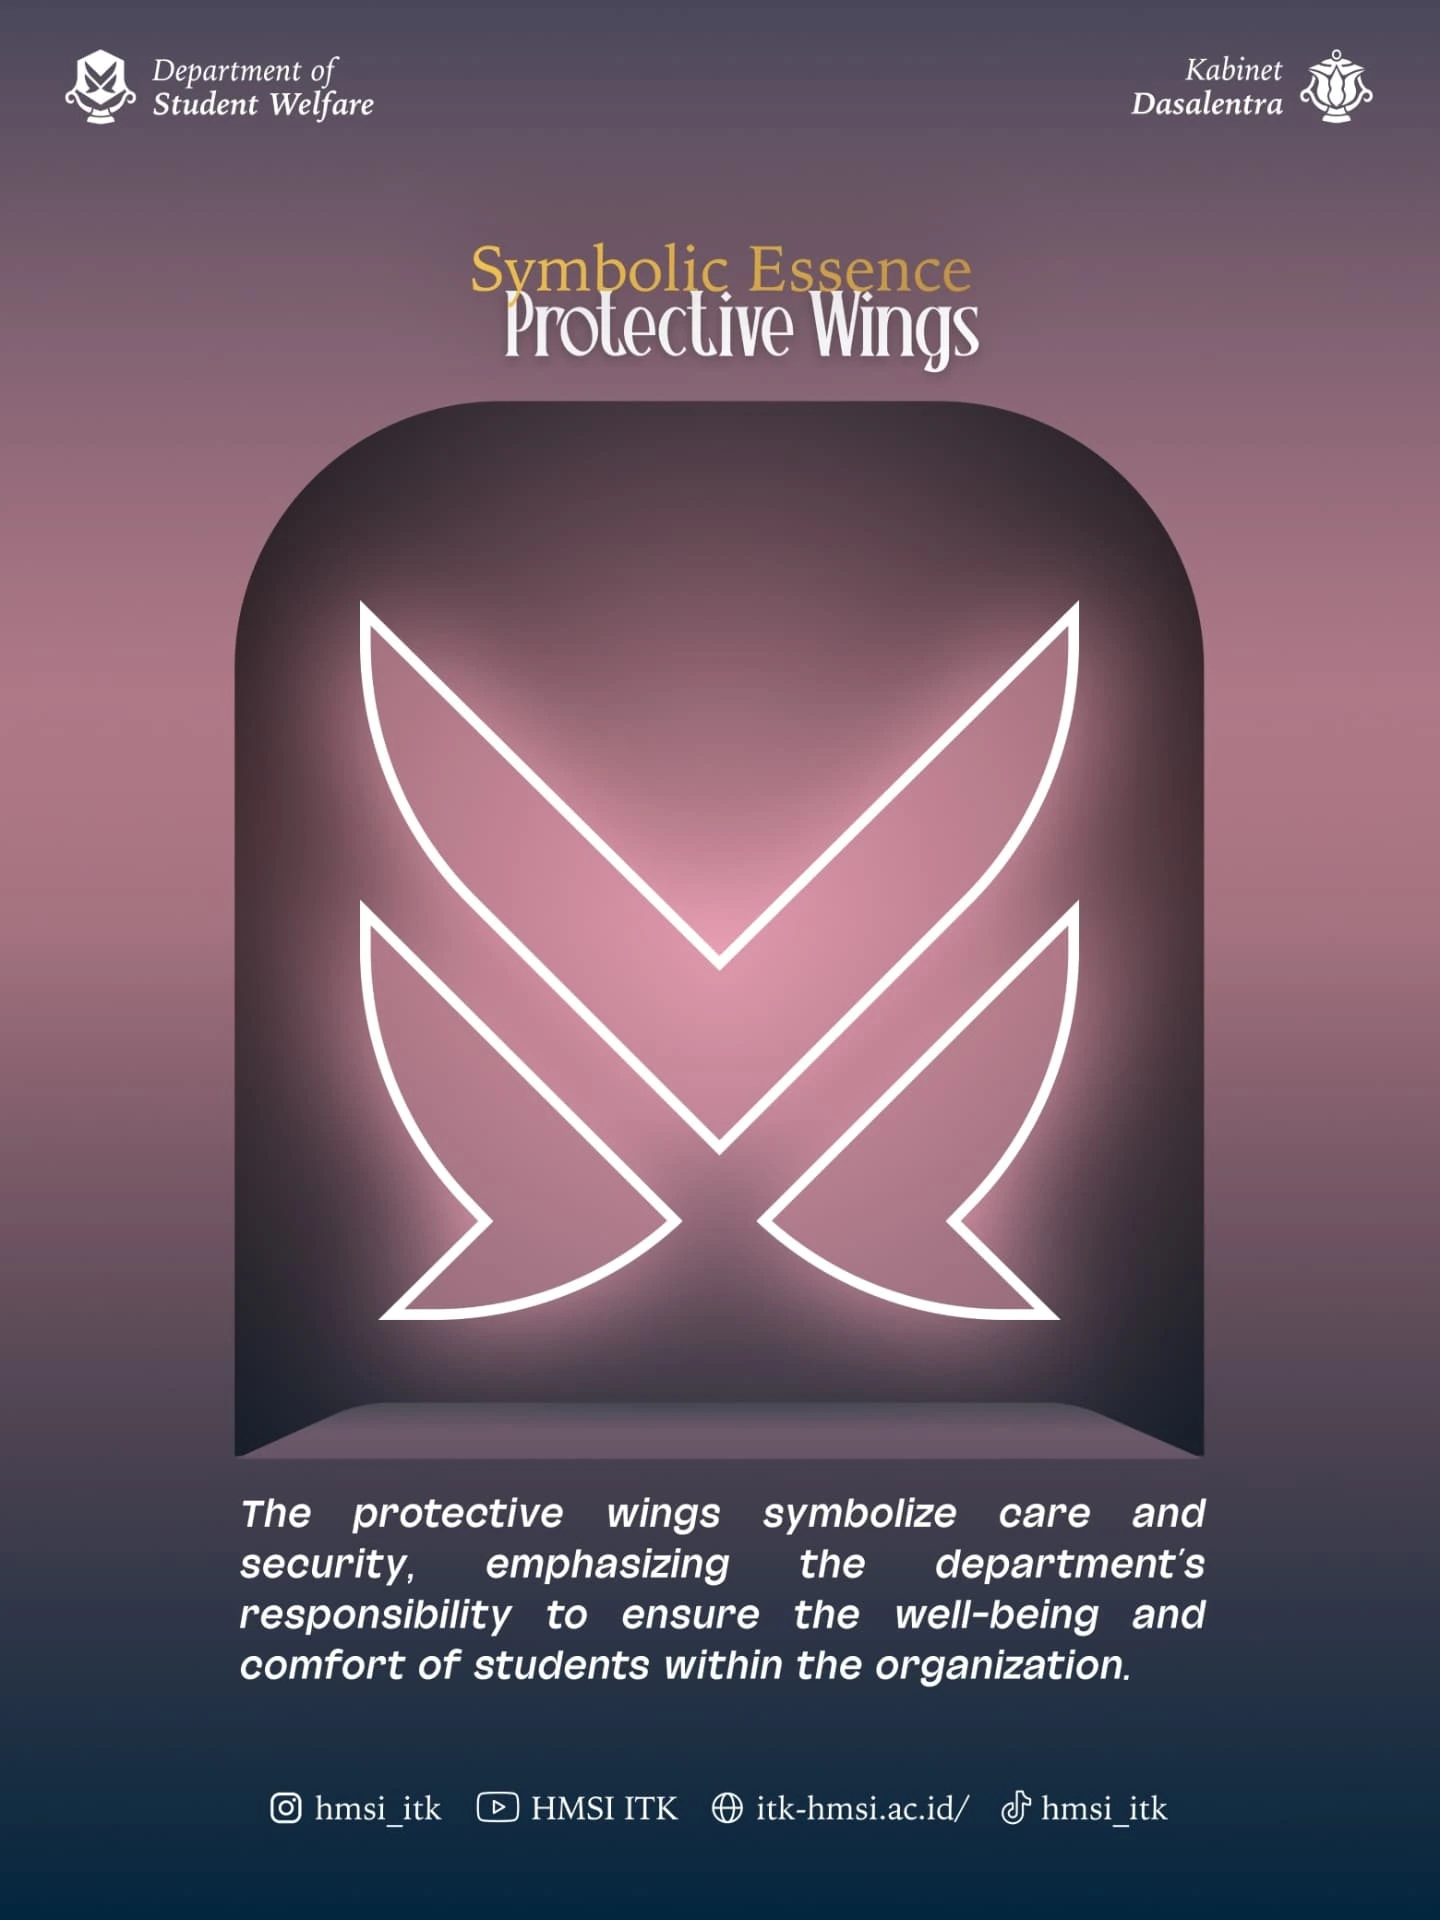 Department of
Student Welfare
Kabinet
Dasalentra
Symbolic Essence
Protective Wings
The protective wings symbolize care and
security, emphasizing the department's
responsibility to ensure the well-being and
comfort of students within the organization.
hmsi_itk HMSI ITK itk-hmsi.ac.id/ hmsi_itk